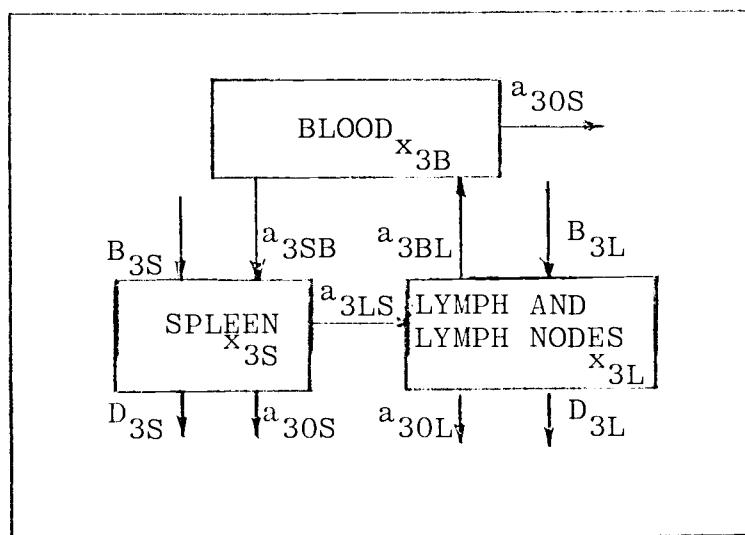 a30S
BLOOD
x3B
B3S
a3SB
a3BL
B3L
a3LS
SPLEEN
x3S
LYMPH AND
LYMPH NODES
x3L
D3S
a30S
a30L
D3L